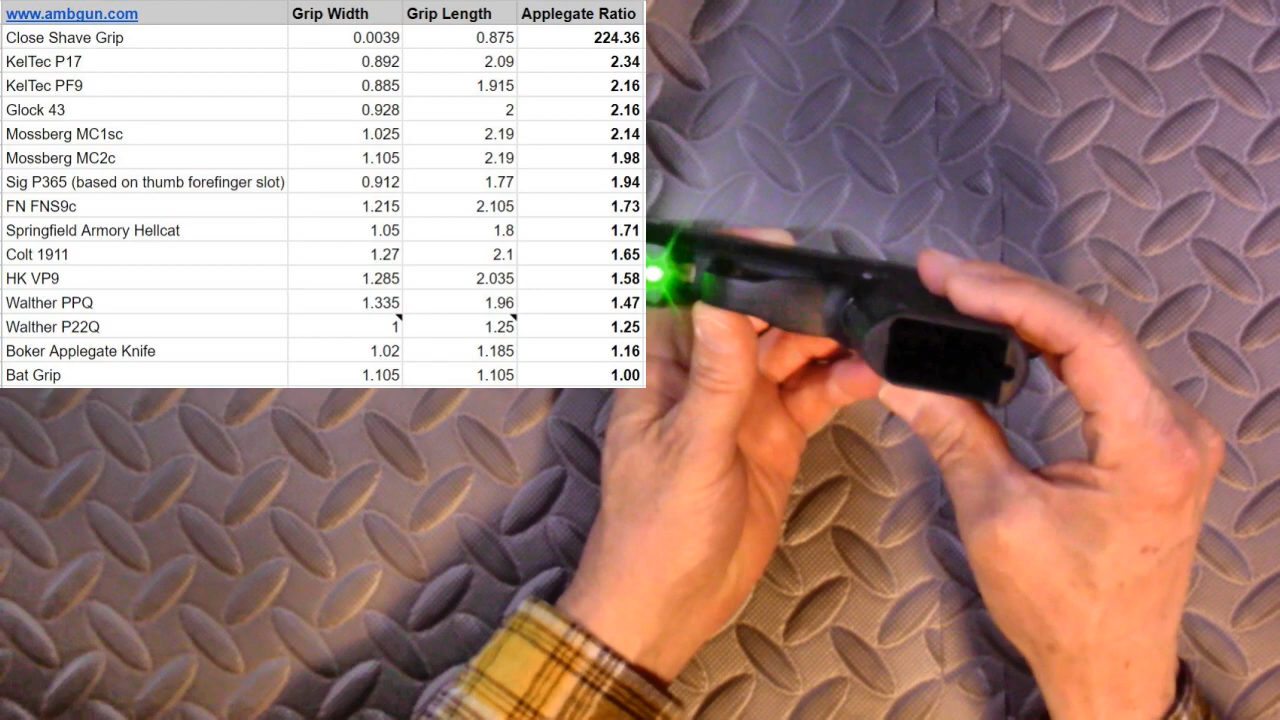 www.ambgun.com Grip Width Grip Length Applegate Ratio
Close Shave Grip 0.0039 0.875 224.36
KelTec P17 0.892 2.09 2.34
KelTec PF9 0.885 1.915 2.16
Glock 43 0.928 2 2.16
Mossberg MC1sc 1.025 2.19 2.14
Mossberg MC2c 1.105 2.19 1.98
Sig P365 (based on thumb forefinger slot) 0.912 1.77 1.94
FN FNS9c 1.215 2.105 1.73
Springfield Armory Hellcat 1.05 1.8 1.71
Colt 1911 1.27 2.1 1.65
HK VP9 1.285 2.035 1.58
Walther PPQ 1.335 1.96 1.47
Walther P22Q 1 1.25 1.25
Boker Applegate Knife 1.02 1.185 1.16
Bat Grip 1.105 1.105 1.00